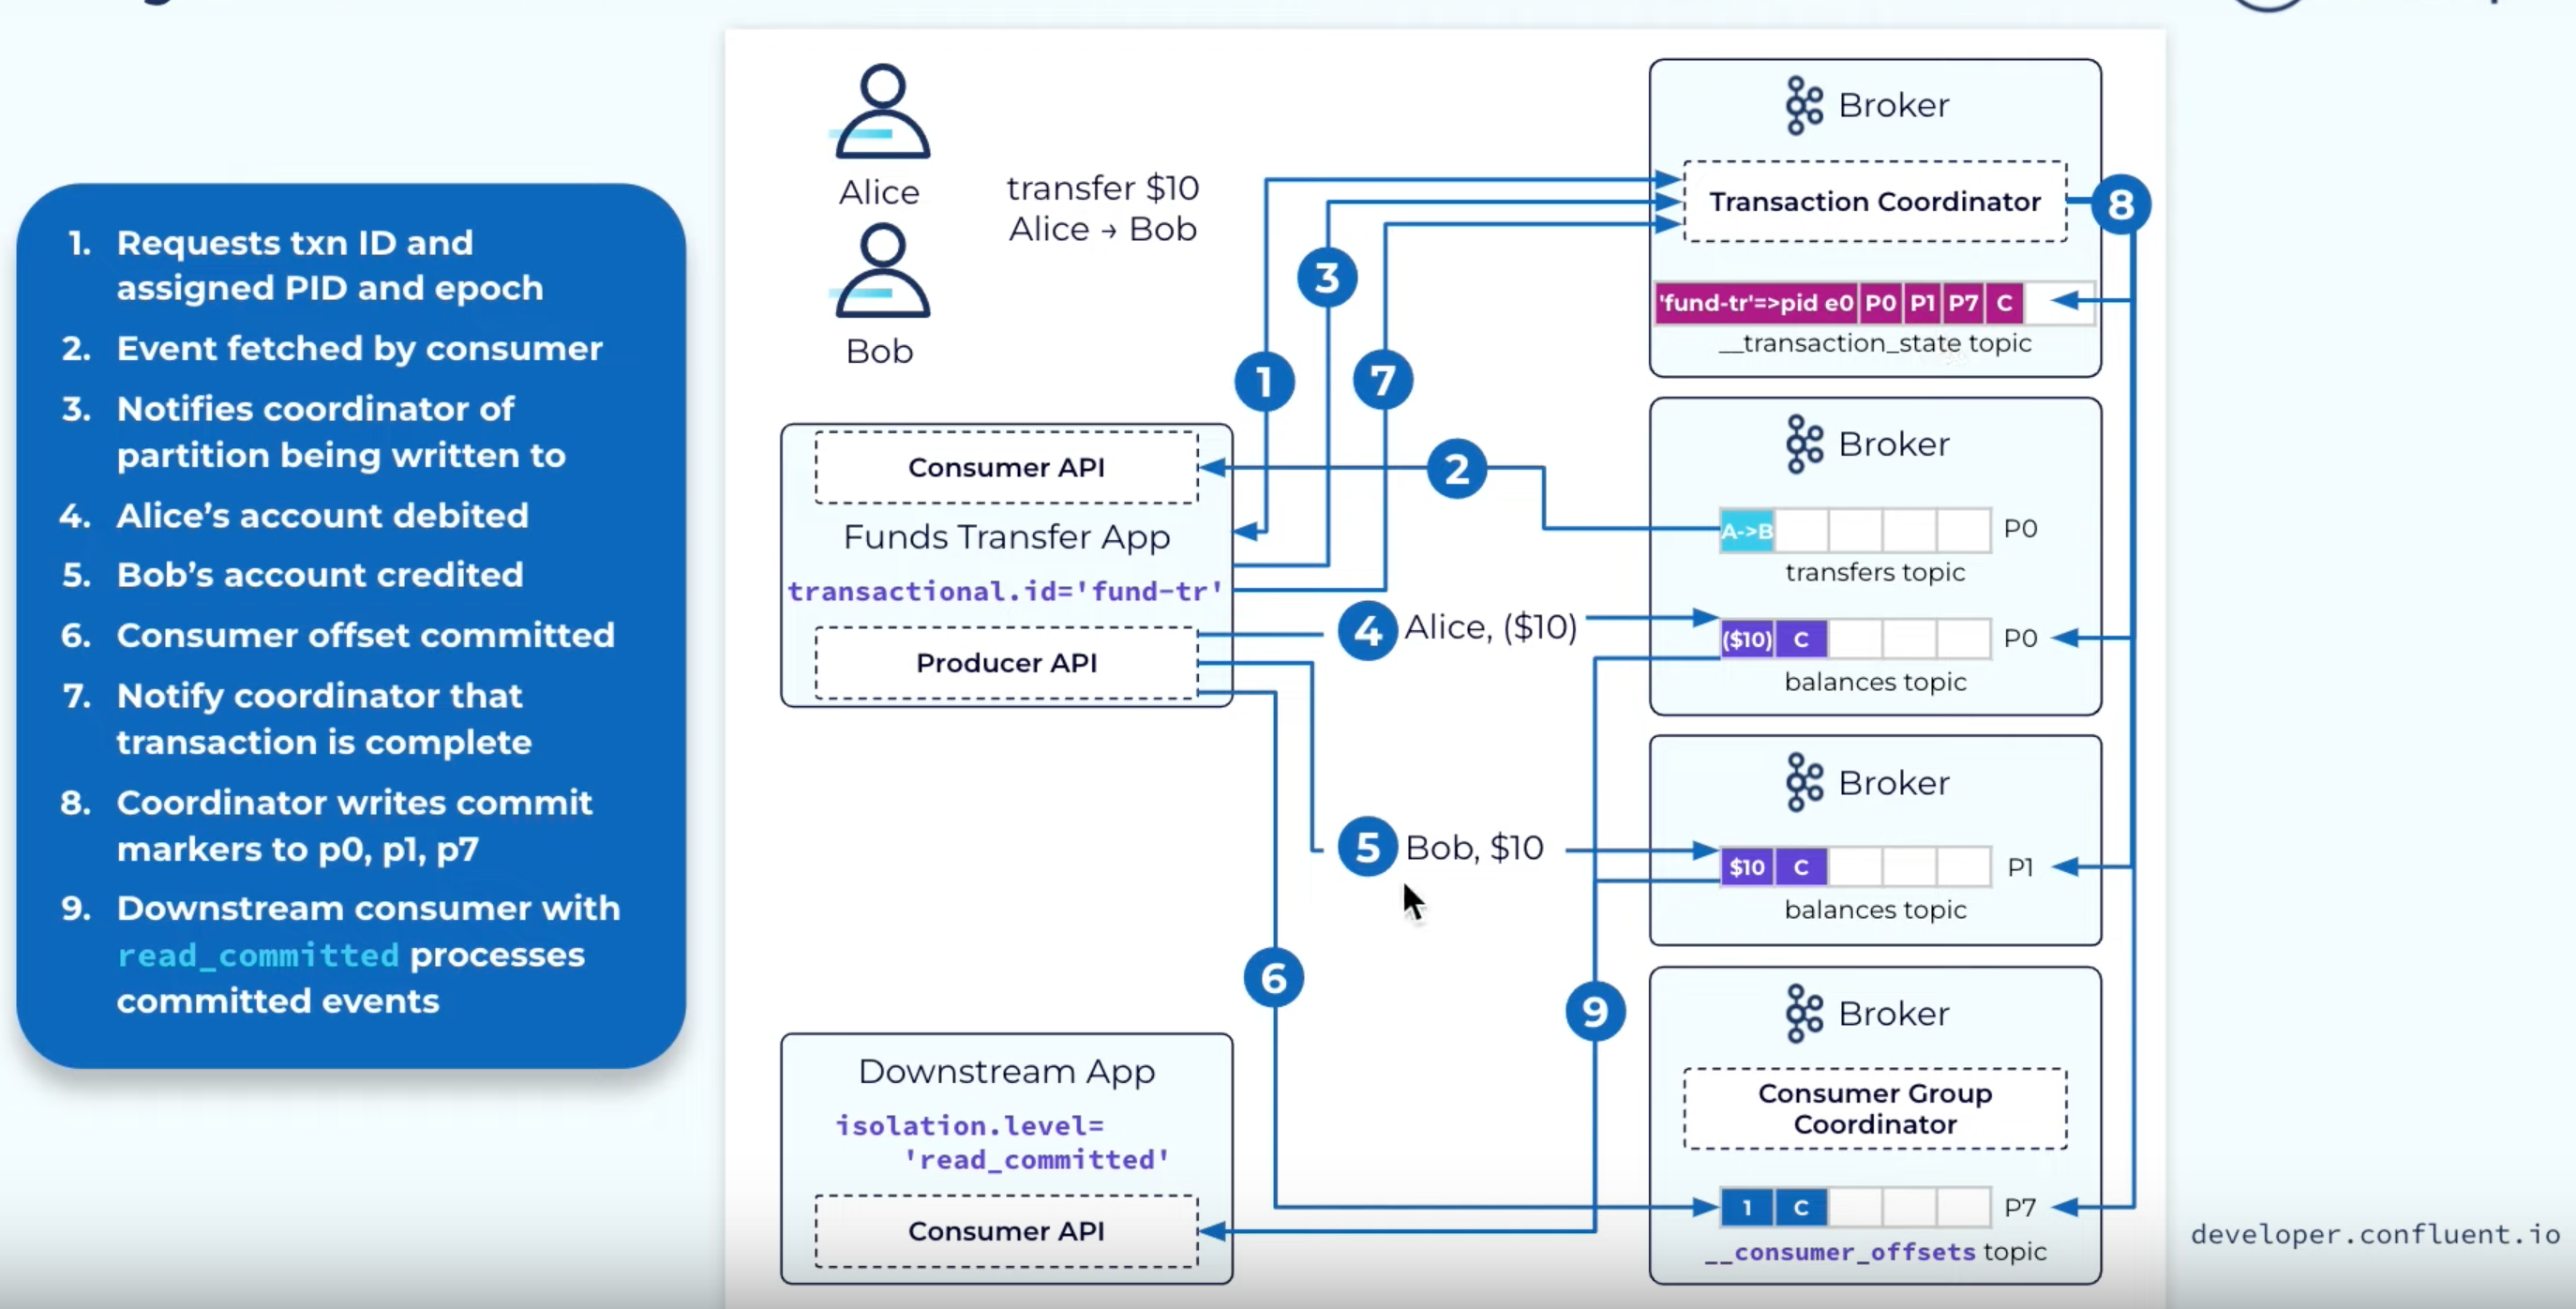 1. Requests txn ID and
assigned PID and epoch
2. Event fetched by consumer
3. Notifies coordinator of
partition being written to
4. Alice’s account debited
5. Bob’s account credited
6. Consumer offset committed
7. Notify coordinator that
transaction is complete
8. Coordinator writes commit
markers to p0, p1, p7
9. Downstream consumer with
read_committed processes
committed events
Alice
transfer $10
Alice → Bob
Bob
1
3
7
2
Consumer API
Funds Transfer App
transactional.id='fund-tr'
Producer API
4 Alice, ($10)
5 Bob, $10
6
9
Downstream App
isolation.level=
'read_committed'
Consumer API
Broker
Transaction Coordinator
8
'fund-tr'=>pid e0 P0 P1 P7 C
__transaction_state topic
Broker
A->B P0
transfers topic
($10) C P0
balances topic
Broker
$10 C P1
balances topic
Broker
Consumer Group
Coordinator
1 C P7
__consumer_offsets topic
developer.confluent.io